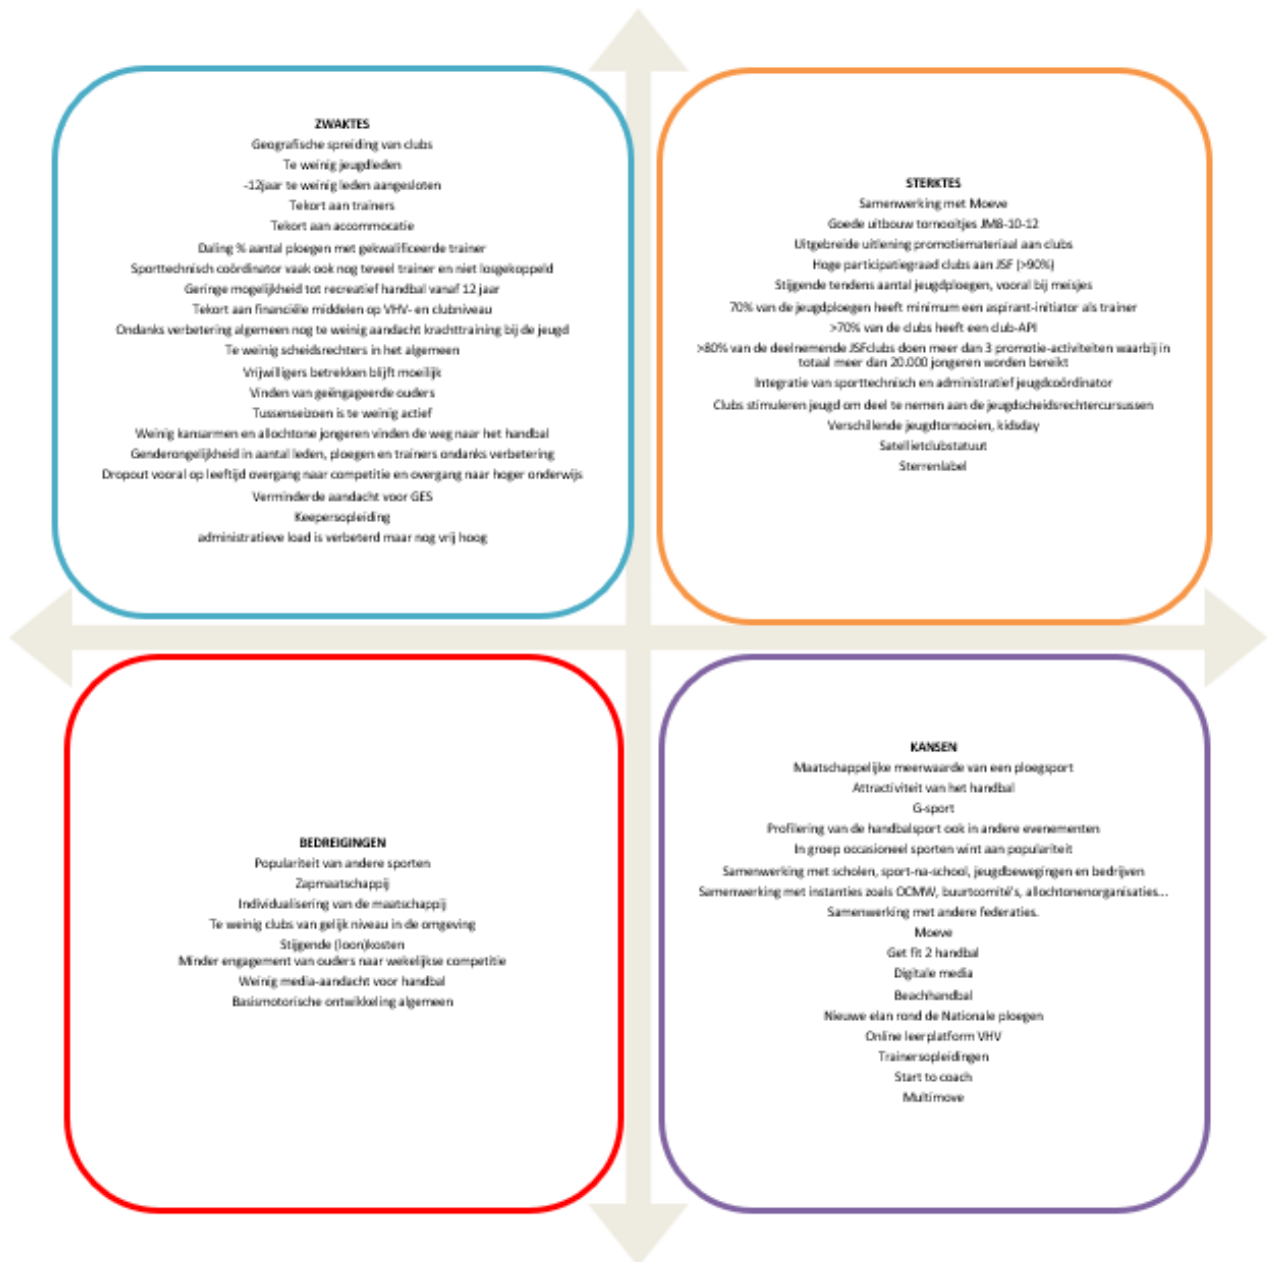 ZWAKTES
Geografische spreiding van clubs
Te weinig jeugdleden
-12jaar te weinig leden aangesloten
Tekort aan trainers
Tekort aan accommocatie
Daling % aantal ploegen met gekwalificeerde trainer
Sporttechnisch coördinator vaak ook nog teveel trainer en niet losgekoppeld
Geringe mogelijkheid tot recreatief handbal vanaf 12 jaar
Tekort aan financiële middelen op VHV- en clubniveau
Ondanks verbetering algemeen nog te weinig aandacht krachttraining bij de jeugd
Te weinig scheidsrechters in het algemeen
Vrijwilligers betrekken blijft moeilijk
Vinden van geëngageerde ouders
Tussenseizoen is te weinig actief
Weinig kansarmen en allochtone jongeren vinden de weg naar het handbal
Genderongelijkheid in aantal leden, ploegen en trainers ondanks verbetering
Dropout vooral op leeftijd overgang naar competitie en overgang naar hoger onderwijs
Verminderde aandacht voor GES
Keepersopleiding
administratieve load is verbeterd maar nog vrij hoog
STERKTES
Samenwerking met Moeve
Goede uitbouw tornooitjes JM8-10-12
Uitgebreide uitlening promotiemateriaal aan clubs
Hoge participatiegraad clubs aan JSF (>90%)
Stijgende tendens aantal jeugdploegen, vooral bij meisjes
70% van de jeugdploegen heeft minimum een aspirant-initiator als trainer
>70% van de clubs heeft een club-API
>80% van de deelnemende JSFclubs doen meer dan 3 promotie-activiteiten waarbij in
totaal meer dan 20.000 jongeren worden bereikt
Integratie van sporttechnisch en administratief jeugdcoördinator
Clubs stimuleren jeugd om deel te nemen aan de jeugdscheidsrechtercursussen
Verschillende jeugdtornooien, kidsday
Satellietclubstatuut
Sterrenlabel
BEDREIGINGEN
Populariteit van andere sporten
Zapmaatschappij
Individualisering van de maatschappij
Te weinig clubs van gelijk niveau in de omgeving
Stijgende (loon)kosten
Minder engagement van ouders naar wekelijkse competitie
Weinig media-aandacht voor handbal
Basismotorische ontwikkeling algemeen
KANSEN
Maatschappelijke meerwaarde van een ploegsport
Attractiviteit van het handbal
G-sport
Profilering van de handbalsport ook in andere evenementen
In groep occasioneel sporten wint aan populariteit
Samenwerking met scholen, sport-na-school, jeugdbewegingen en bedrijven
Samenwerking met instanties zoals OCMW, buurtcomité's, allochtonenorganisaties...
Samenwerking met andere federaties.
Moeve
Get fit 2 handbal
Digitale media
Beachhandbal
Nieuwe elan rond de Nationale ploegen
Online leerplatform VHV
Trainersopleidingen
Start to coach
Multimove